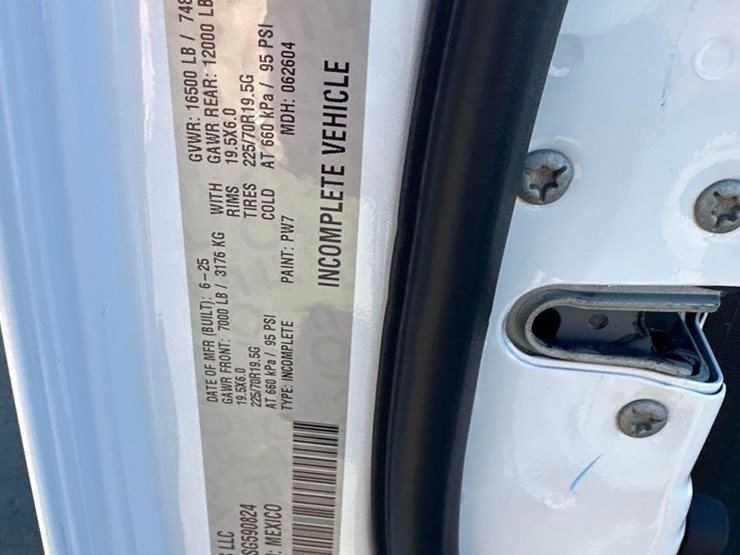 S LLC
DATE OF MFR (BUILT): 6-25
GVWR: 16500 LB / 748
GAWR FRONT: 7000 LB / 3176 KG
WITH
GAWR REAR: 12000 LB
19.5X6.0
RIMS
19.5X6.0
225/70R19.5G
TIRES
225/70R19.5G
AT 660 kPa / 95 PSI
COLD
AT 660 kPa / 95 PSI
SG590824
TYPE: INCOMPLETE
PAINT: PW7
MDH: 062604
: MEXICO
INCOMPLETE VEHICLE